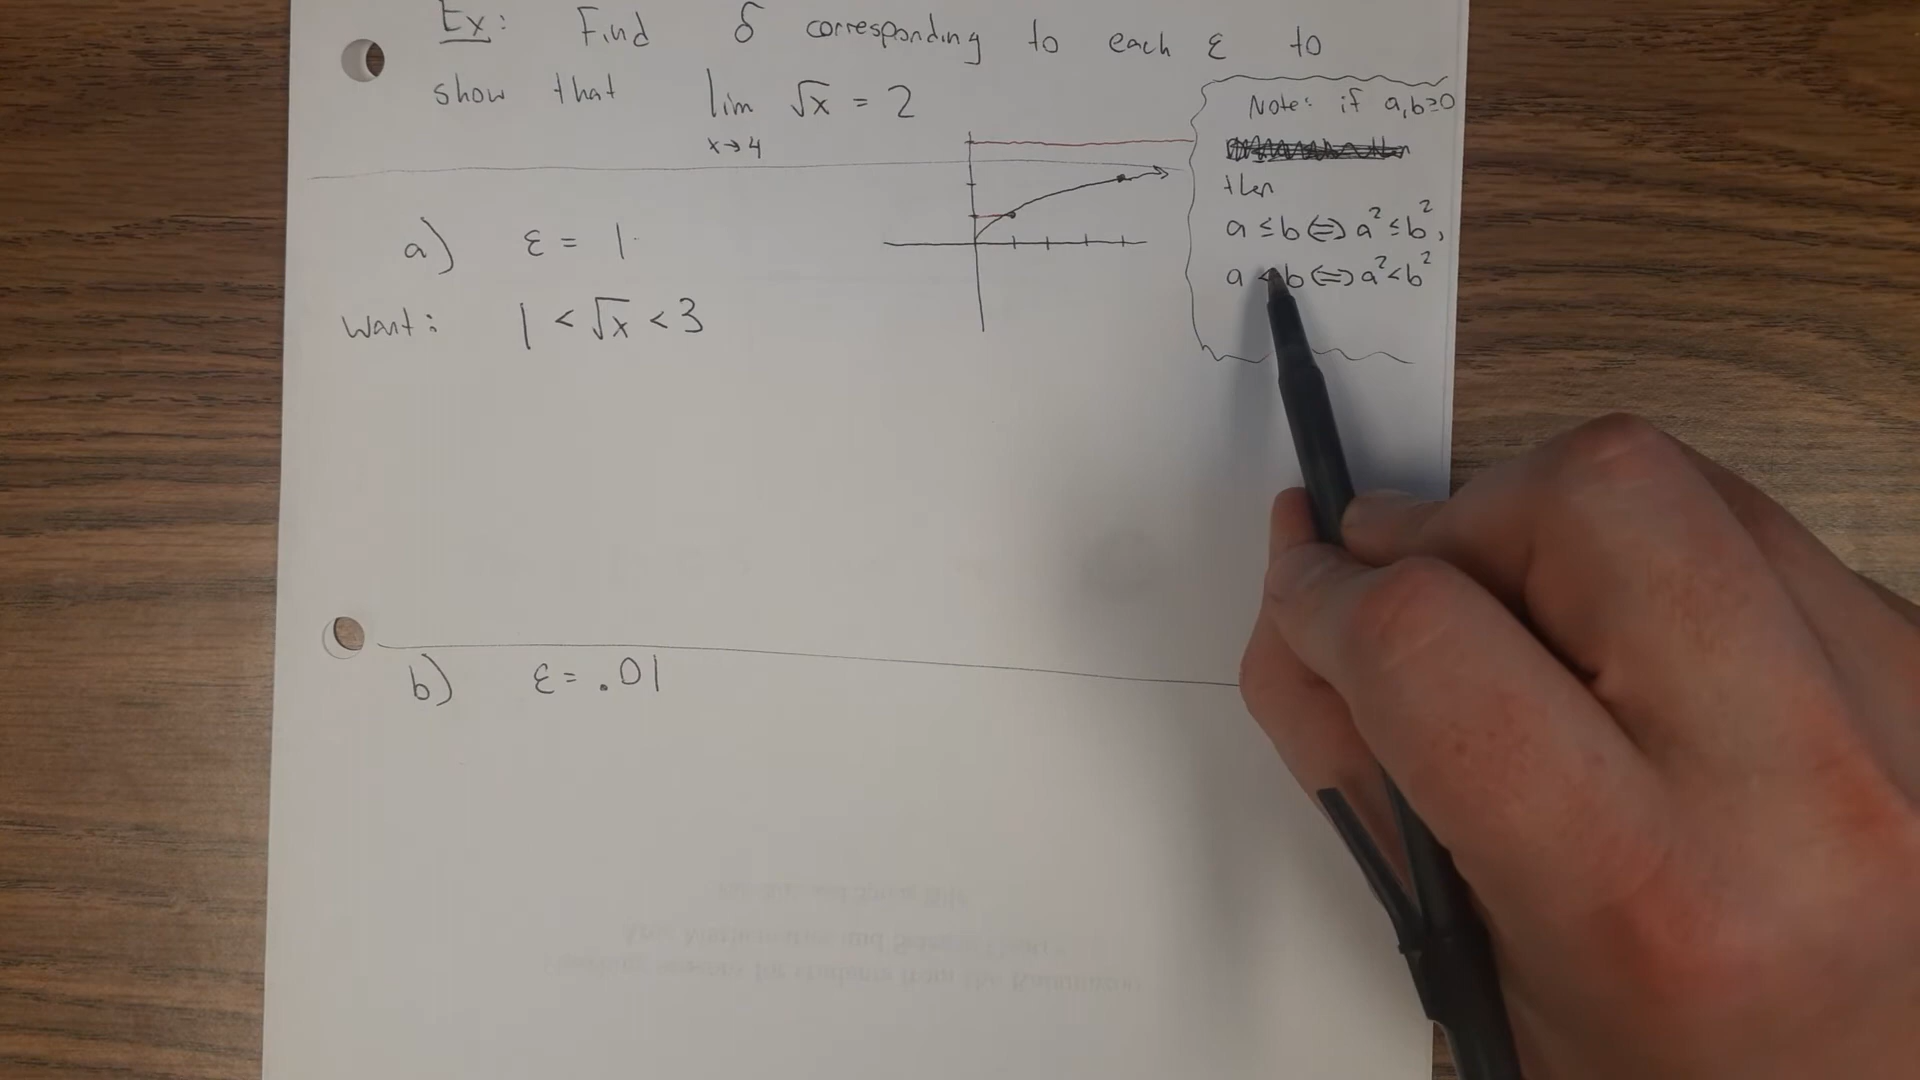 Ex: Find δ corresponding to each ε to
show that lim √x = 2
x→4
Note: if a,b≥0
then
a ≤ b ⇔ a² ≤ b²,
a < b ⇔ a² < b²
a) ε = 1
Want: 1 < √x < 3
b) ε = .01